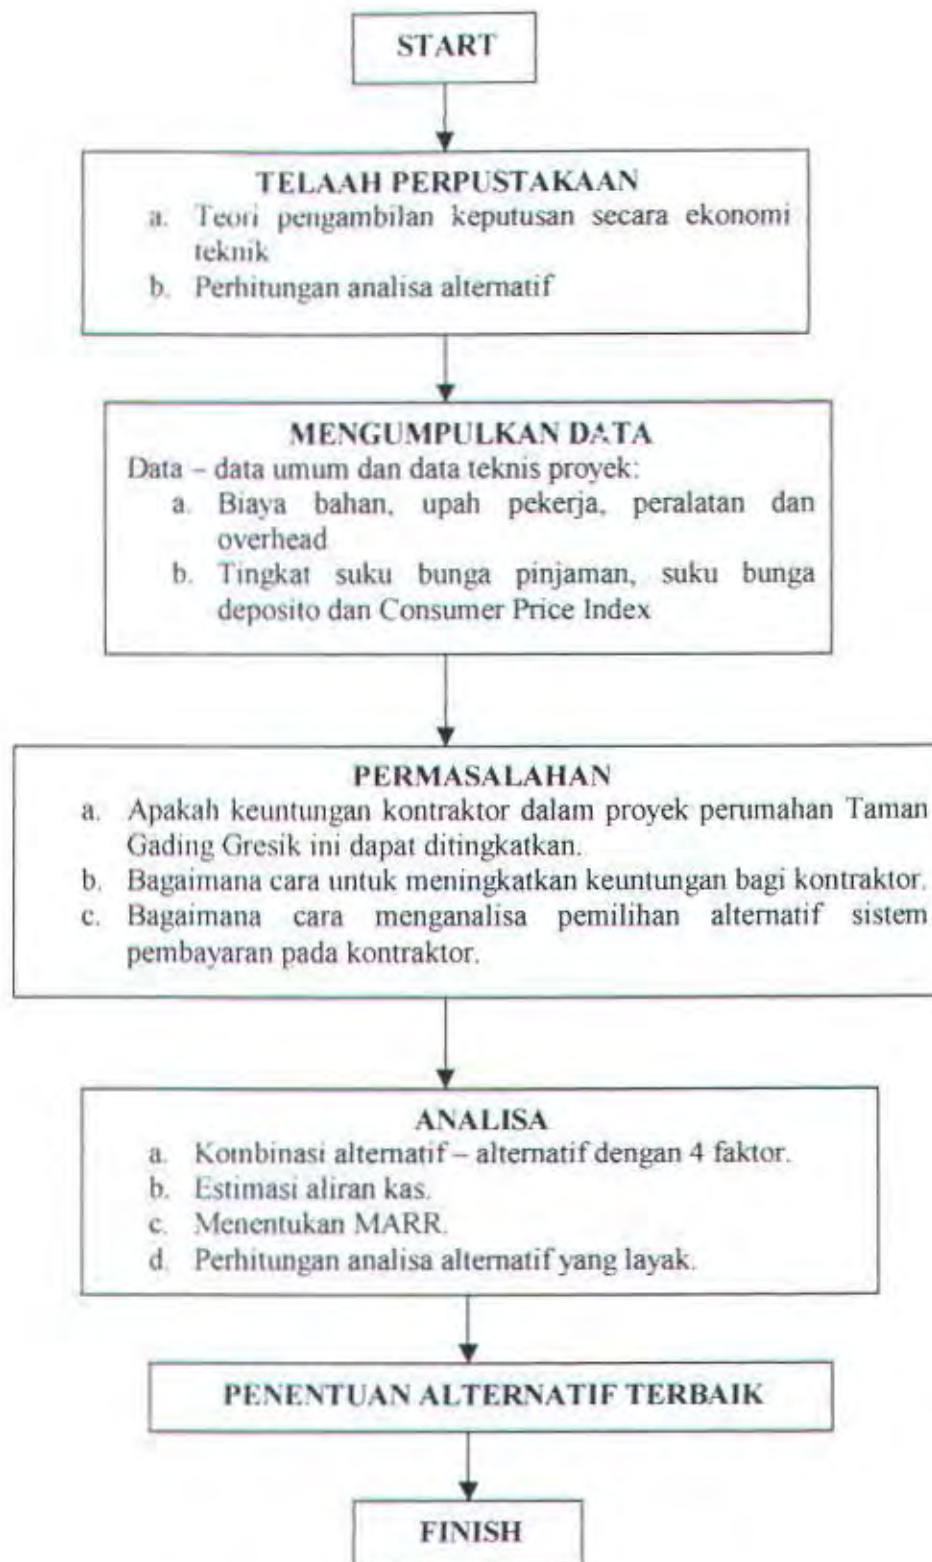 START
TELAAH PERPUSTAKAAN
a. Teori pengambilan keputusan secara ekonomi
teknik
b. Perhitungan analisa alternatif
MENGUMPULKAN DATA
Data – data umum dan data teknis proyek:
a. Biaya bahan, upah pekerja, peralatan dan
overhead
b. Tingkat suku bunga pinjaman, suku bunga
deposito dan Consumer Price Index
PERMASALAHAN
a. Apakah keuntungan kontraktor dalam proyek perumahan Taman
Gading Gresik ini dapat ditingkatkan.
b. Bagaimana cara untuk meningkatkan keuntungan bagi kontraktor.
c. Bagaimana cara menganalisa pemilihan alternatif sistem
pembayaran pada kontraktor.
ANALISA
a. Kombinasi alternatif – alternatif dengan 4 faktor.
b. Estimasi aliran kas.
c. Menentukan MARR.
d. Perhitungan analisa alternatif yang layak.
PENENTUAN ALTERNATIF TERBAIK
FINISH